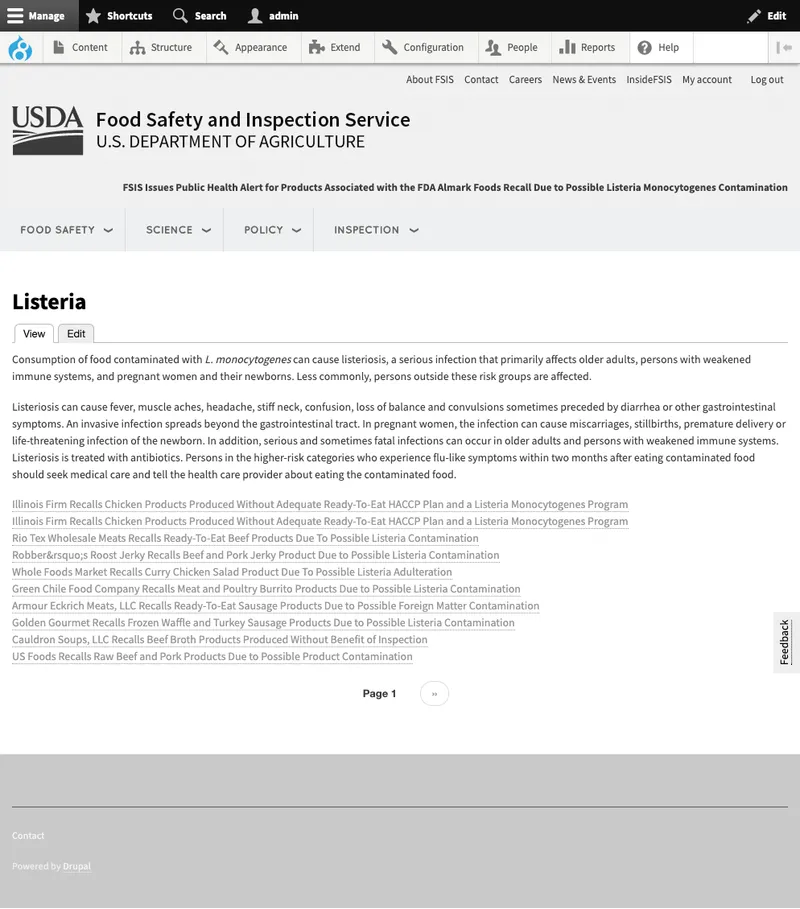 Manage Shortcuts Search admin Edit
Content Structure Appearance Extend Configuration People Reports Help
About FSIS Contact Careers News & Events InsideFSIS My account Log out
USDA
Food Safety and Inspection Service
U.S. DEPARTMENT OF AGRICULTURE
FSIS Issues Public Health Alert for Products Associated with the FDA Almark Foods Recall Due to Possible Listeria Monocytogenes Contamination
FOOD SAFETY SCIENCE POLICY INSPECTION
Listeria
View Edit
Consumption of food contaminated with L. monocytogenes can cause listeriosis, a serious infection that primarily affects older adults, persons with weakened
immune systems, and pregnant women and their newborns. Less commonly, persons outside these risk groups are affected.
Listeriosis can cause fever, muscle aches, headache, stiff neck, confusion, loss of balance and convulsions sometimes preceded by diarrhea or other gastrointestinal
symptoms. An invasive infection spreads beyond the gastrointestinal tract. In pregnant women, the infection can cause miscarriages, stillbirths, premature delivery or
life-threatening infection of the newborn. In addition, serious and sometimes fatal infections can occur in older adults and persons with weakened immune systems.
Listeriosis is treated with antibiotics. Persons in the higher-risk categories who experience flu-like symptoms within two months after eating contaminated food
should seek medical care and tell the health care provider about eating the contaminated food.
Illinois Firm Recalls Chicken Products Produced Without Adequate Ready-To-Eat HACCP Plan and a Listeria Monocytogenes Program
Illinois Firm Recalls Chicken Products Produced Without Adequate Ready-To-Eat HACCP Plan and a Listeria Monocytogenes Program
Rio Tex Wholesale Meats Recalls Ready-To-Eat Beef Products Due To Possible Listeria Contamination
Robber&rsquo;s Roost Jerky Recalls Beef and Pork Jerky Product Due to Possible Listeria Contamination
Whole Foods Market Recalls Curry Chicken Salad Product Due To Possible Listeria Adulteration
Green Chile Food Company Recalls Meat and Poultry Burrito Products Due to Possible Listeria Contamination
Armour Eckrich Meats, LLC Recalls Ready-To-Eat Sausage Products Due to Possible Foreign Matter Contamination
Golden Gourmet Recalls Frozen Waffle and Turkey Sausage Products Due to Possible Listeria Contamination
Cauldron Soups, LLC Recalls Beef Broth Products Produced Without Benefit of Inspection
US Foods Recalls Raw Beef and Pork Products Due to Possible Product Contamination
Feedback
Page 1 ››
Contact
Powered by Drupal